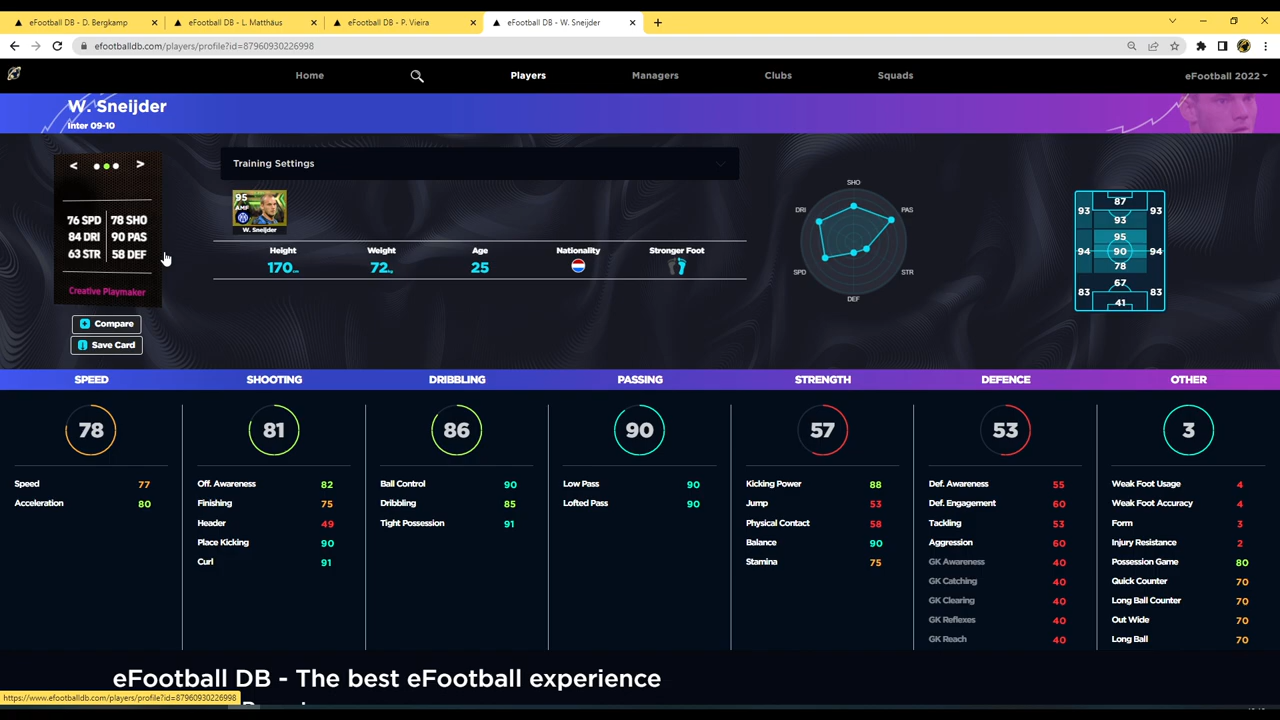 eFootball DB - D. Bergkamp
eFootball DB - L. Matthäus
eFootball DB - P. Vieira
eFootball DB - W. Sneijder
efootballdb.com/players/profile?id=87960930226998
Home
Players
Managers
Clubs
Squads
eFootball 2022
W. Sneijder
Inter 09-10
< >
76 SPD 78 SHO
84 DRI 90 PAS
63 STR 58 DEF
Creative Playmaker
Compare
Save Card
Training Settings
95
AMF
W. Sneijder
Height Weight Age Nationality Stronger Foot
170 72 25
SHO
DRI PAS
SPD STR
DEF
87
93 93 93
95
94 90 94
78
67
83 83
41
SPEED SHOOTING DRIBBLING PASSING STRENGTH DEFENCE OTHER
78 81 86 90 57 53 3
Speed 77
Acceleration 80
Off. Awareness 82
Finishing 75
Header 49
Place Kicking 90
Curl 91
Ball Control 90
Dribbling 85
Tight Possession 91
Low Pass 90
Lofted Pass 90
Kicking Power 88
Jump 53
Physical Contact 58
Balance 90
Stamina 75
Def. Awareness 55
Def. Engagement 60
Tackling 53
Aggression 60
GK Awareness 40
GK Catching 40
GK Clearing 40
GK Reflexes 40
GK Reach 40
Weak Foot Usage 4
Weak Foot Accuracy 4
Form 3
Injury Resistance 2
Possession Game 80
Quick Counter 70
Long Ball Counter 70
Out Wide 70
Long Ball 70
eFootball DB - The best eFootball experience
https://www.efootballdb.com/players/profile?id=87960930226998